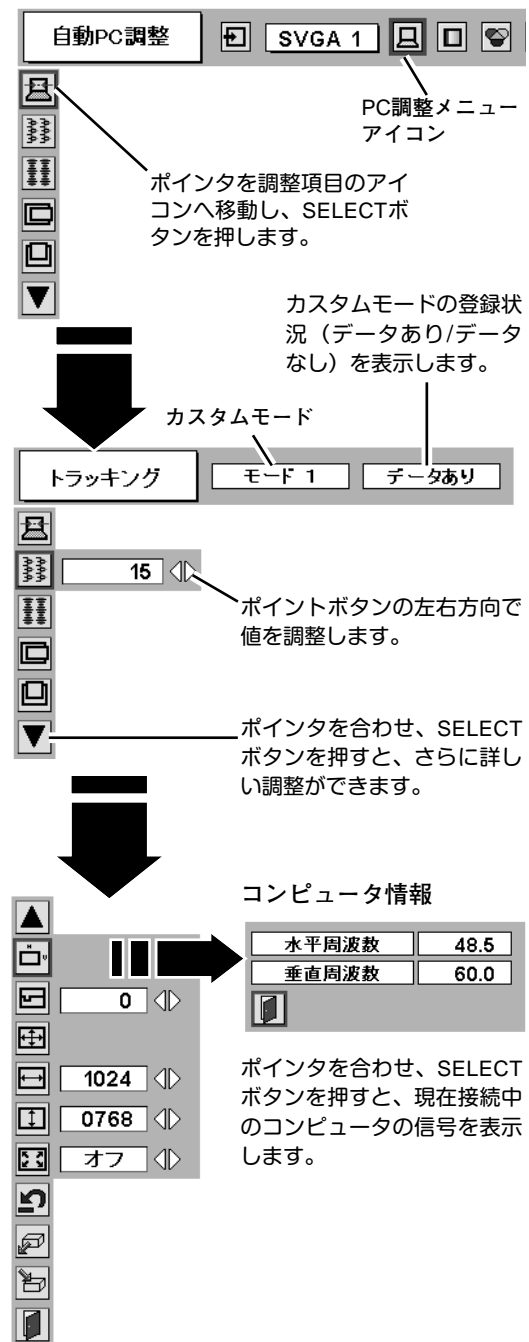 自動PC調整
SVGA 1
PC調整メニュー
アイコン
ポインタを調整項目のアイ
コンへ移動し、SELECTボ
タンを押します。
カスタムモードの登録状
況（データあり/データ
なし）を表示します。
カスタムモード
トラッキング
モード 1
データあり
15
ポイントボタンの左右方向で
値を調整します。
ポインタを合わせ、SELECT
ボタンを押すと、さらに詳し
い調整ができます。
コンピュータ情報
水平周波数 48.5
垂直周波数 60.0
H
V
0
1024
0768
オフ
ポインタを合わせ、SELECT
ボタンを押すと、現在接続中
のコンピュータの信号を表示
します。